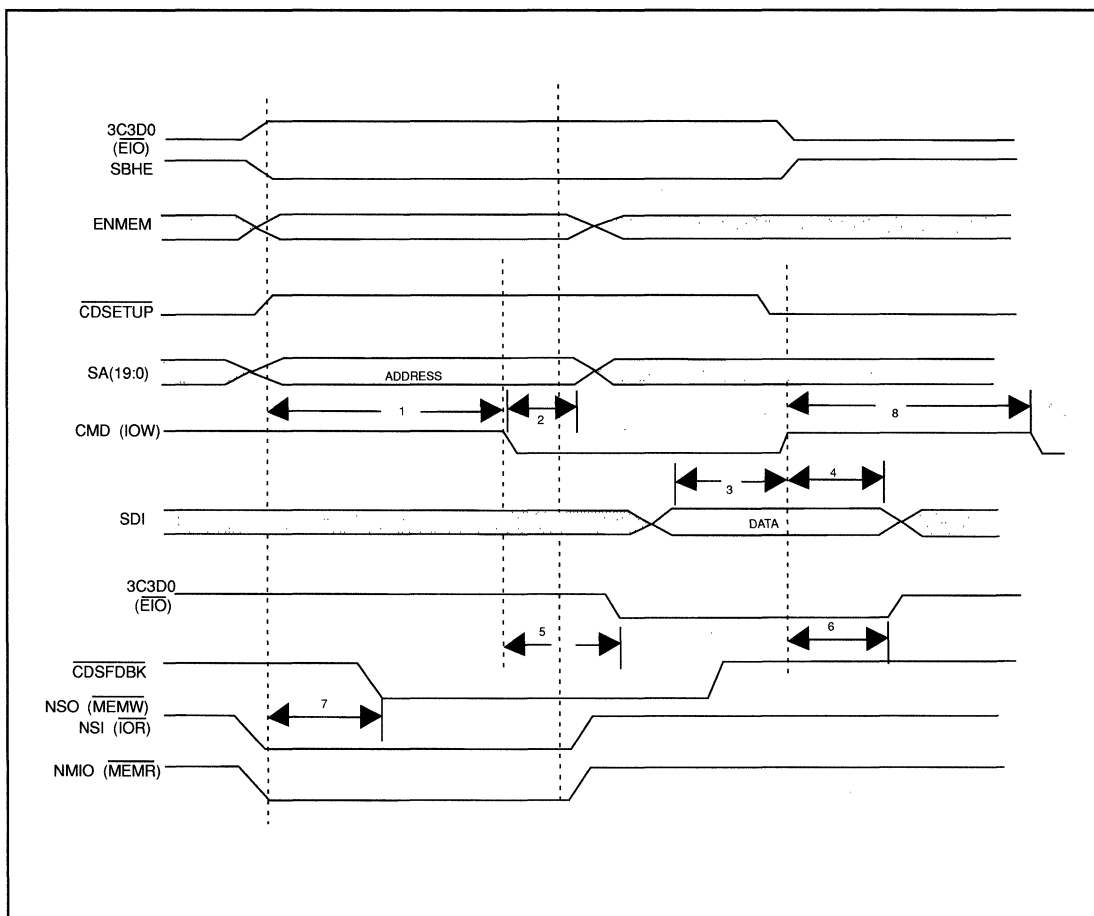 3C3D0
(EIO)
SBHE
ENMEM
CDSETUP
SA(19:0)
ADDRESS
1
2
8
CMD (IOW)
3
4
SDI
DATA
3C3D0
(EIO)
5
6
CDSFDBK
NSO (MEMW)
7
NSI (IOR)
NMIO (MEMR)